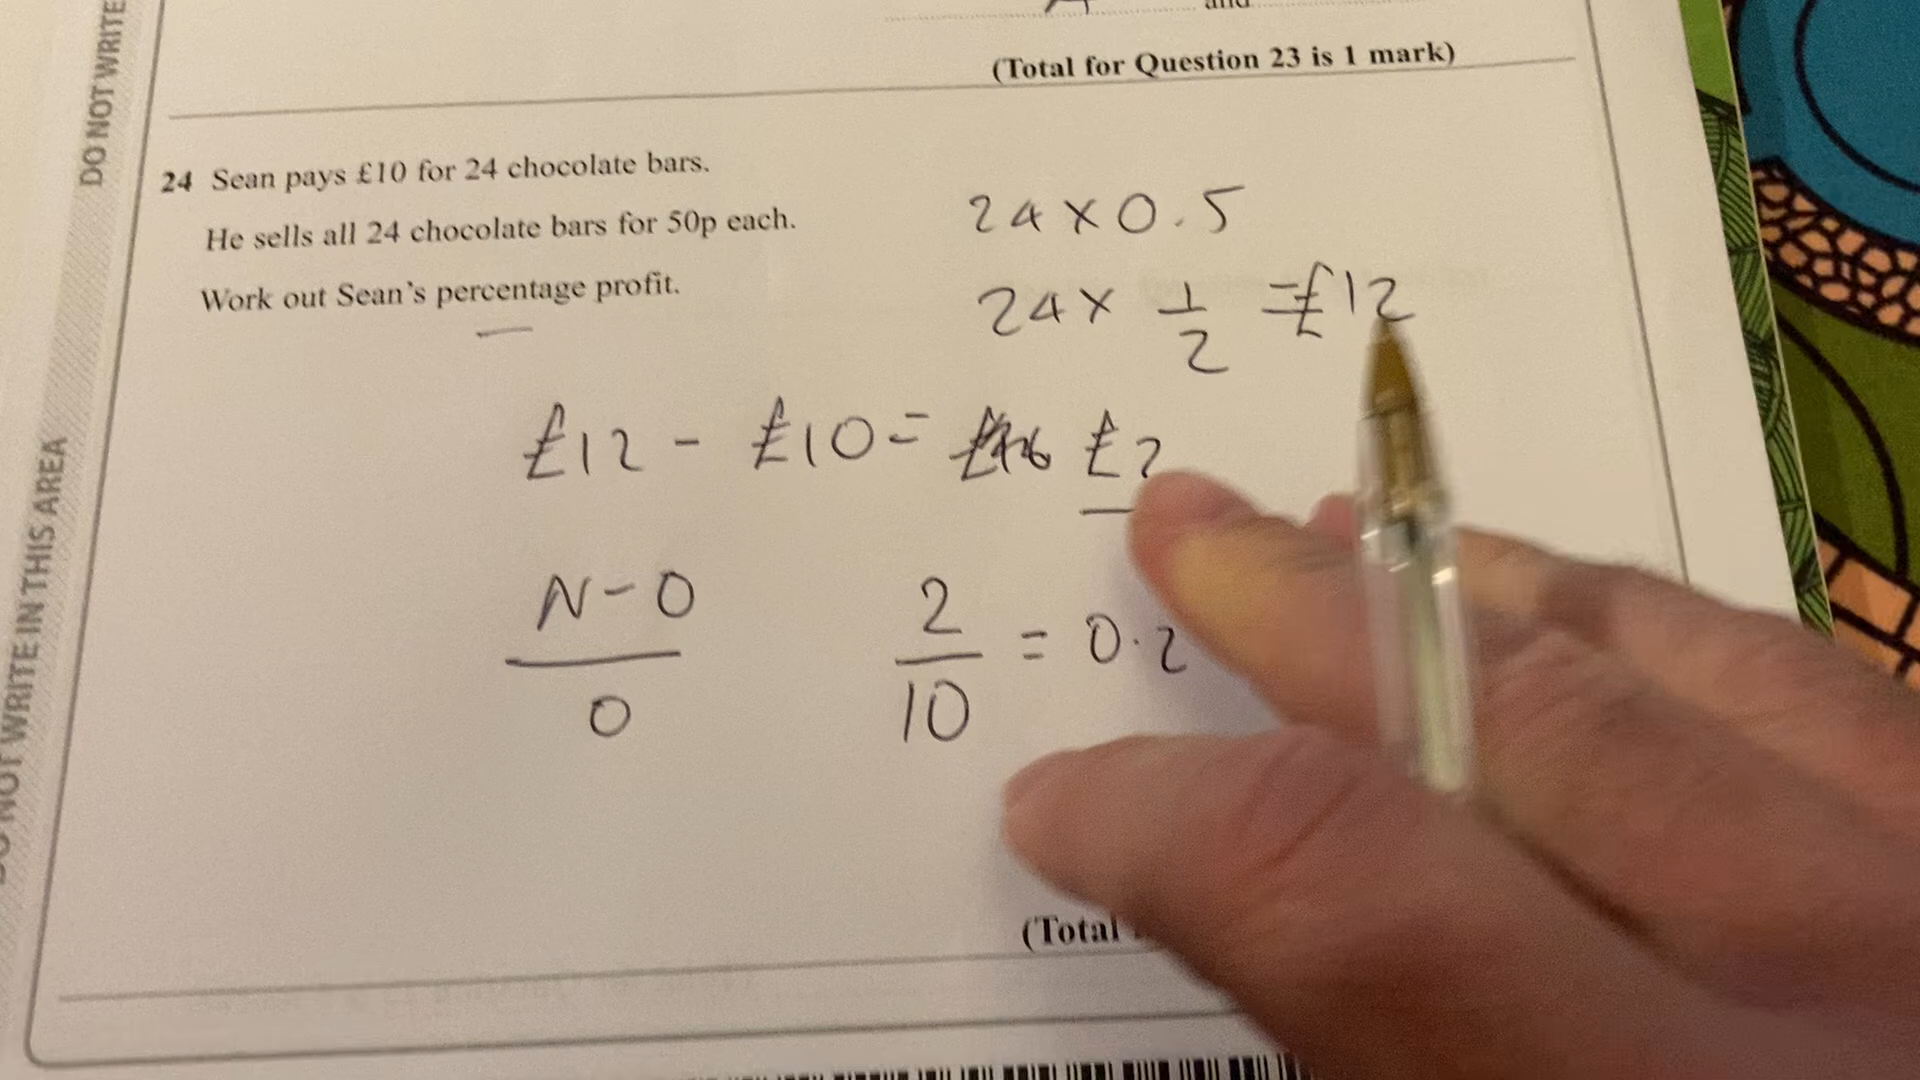 and
(Total for Question 23 is 1 mark)
24 Sean pays £10 for 24 chocolate bars.
He sells all 24 chocolate bars for 50p each.
Work out Sean's percentage profit.
24 × 0.5
24 × 1/2 = £12
£12 - £10 = £2
N-O
O
2/10 = 0.2
(Total
DO NOT WRITE
DO NOT WRITE IN THIS AREA